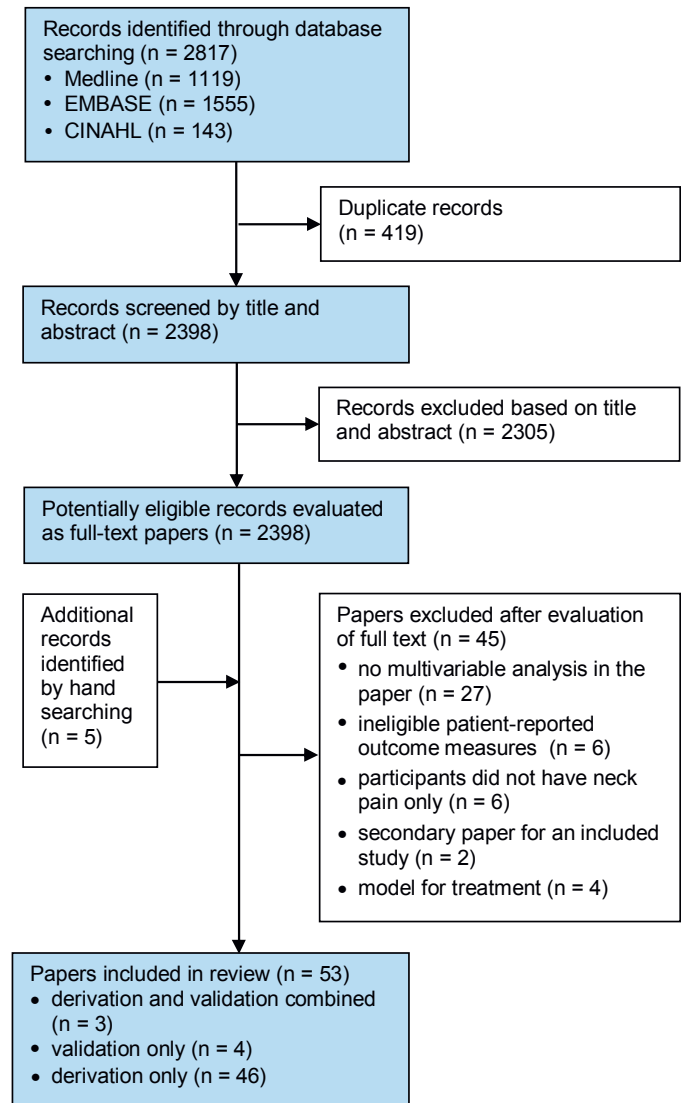 Records identified through database
searching (n = 2817)
• Medline (n = 1119)
• EMBASE (n = 1555)
• CINAHL (n = 143)
Duplicate records
(n = 419)
Records screened by title and
abstract (n = 2398)
Records excluded based on title
and abstract (n = 2305)
Potentially eligible records evaluated
as full-text papers (n = 2398)
Additional
records
identified
by hand
searching
(n = 5)
Papers excluded after evaluation
of full text (n = 45)
• no multivariable analysis in the
paper (n = 27)
• ineligible patient-reported
outcome measures (n = 6)
• participants did not have neck
pain only (n = 6)
• secondary paper for an included
study (n = 2)
• model for treatment (n = 4)
Papers included in review (n = 53)
• derivation and validation combined
(n = 3)
• validation only (n = 4)
• derivation only (n = 46)